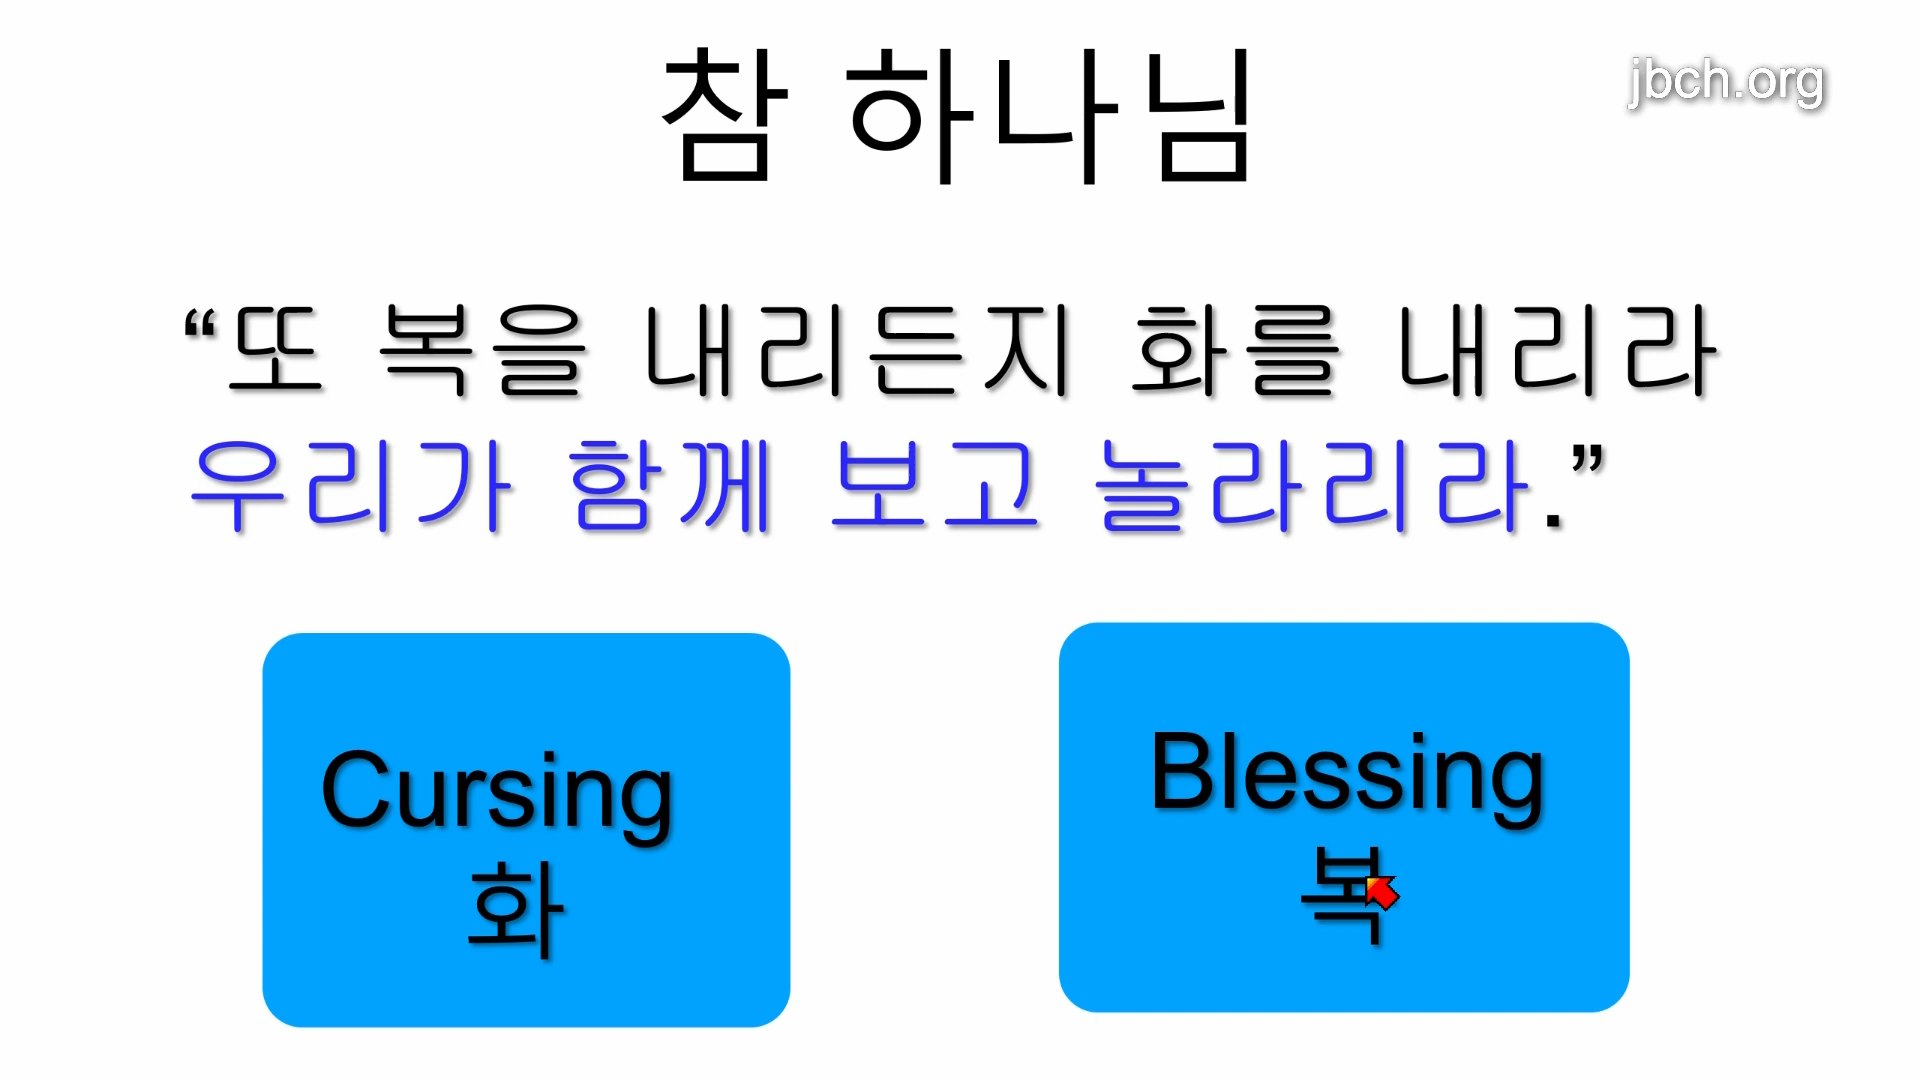 참 하나님
jbch.org
“또 복을 내리든지 화를 내리라
우리가 함께 보고 놀라리라.”
Cursing
화
Blessing
복